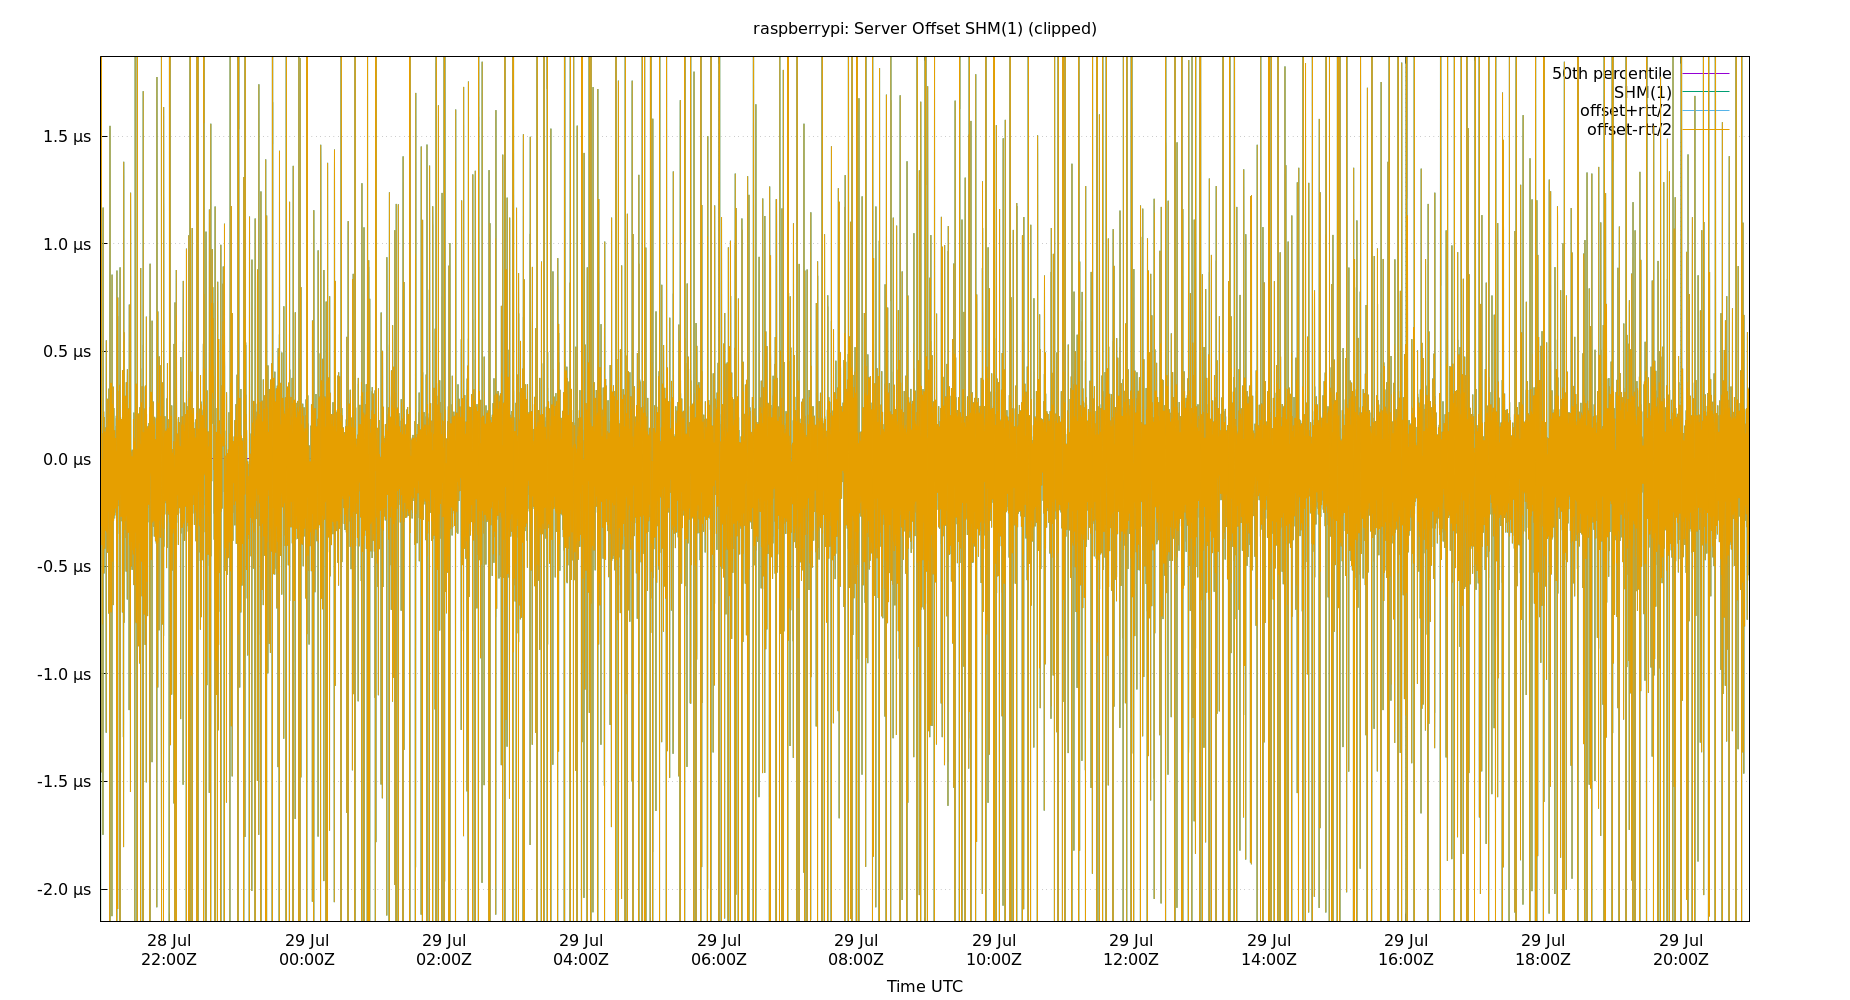 raspberrypi: Server Offset SHM(1) (clipped)
50th percentile
SHM(1)
offset+rtt/2
offset-rtt/2
1.5 µs
1.0 µs
0.5 µs
0.0 µs
-0.5 µs
-1.0 µs
-1.5 µs
-2.0 µs
28 Jul 29 Jul 29 Jul 29 Jul 29 Jul 29 Jul 29 Jul 29 Jul 29 Jul 29 Jul 29 Jul 29 Jul
22:00Z 00:00Z 02:00Z 04:00Z 06:00Z 08:00Z 10:00Z 12:00Z 14:00Z 16:00Z 18:00Z 20:00Z
Time UTC